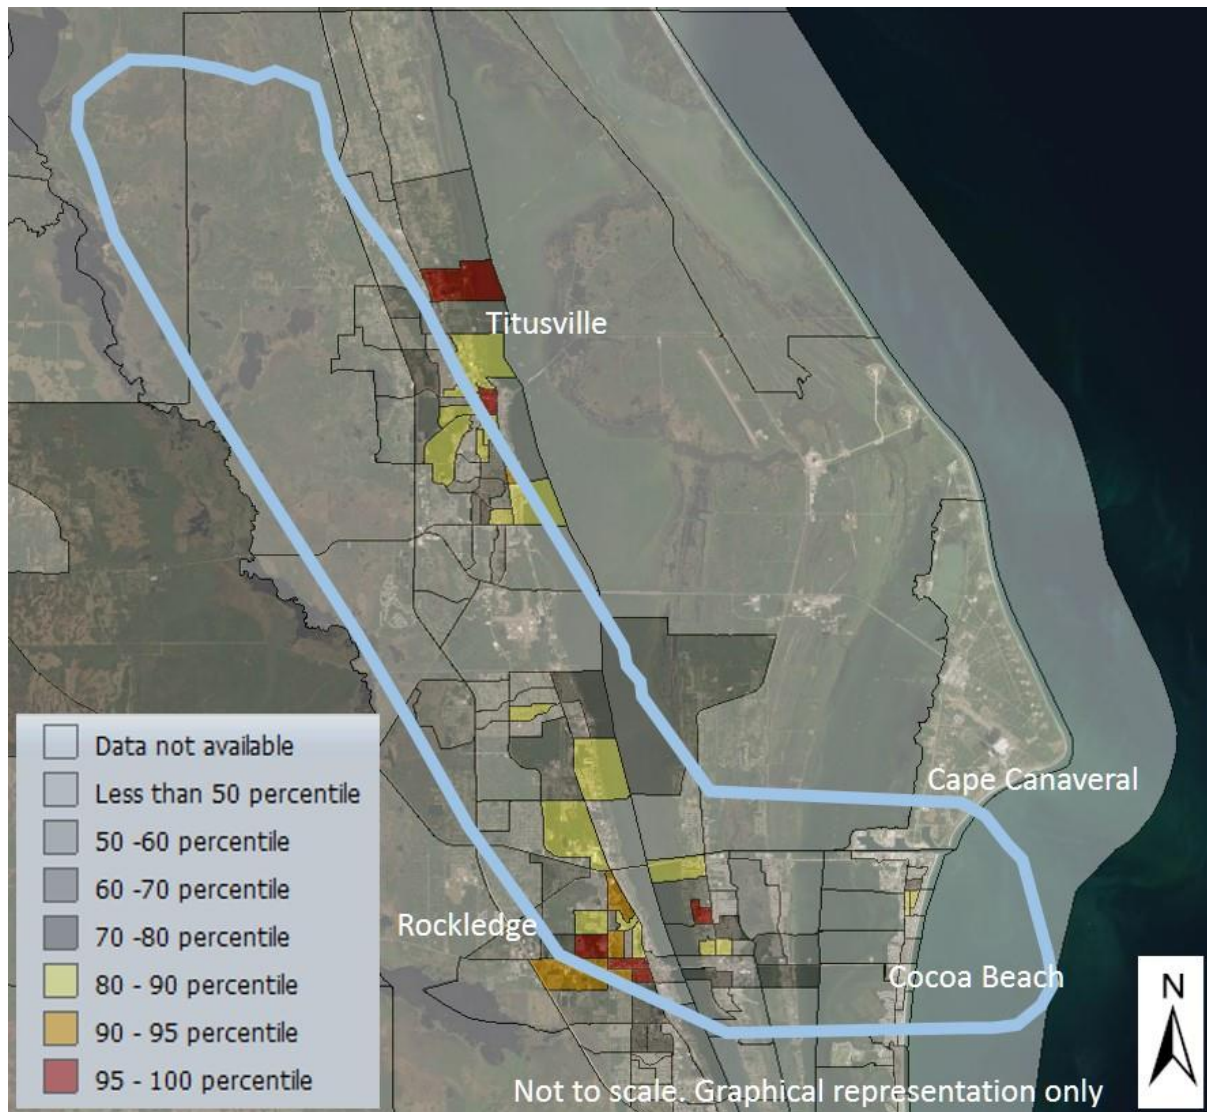 Titusville
Cape Canaveral
Rockledge
Cocoa Beach
Data not available
Less than 50 percentile
50 -60 percentile
60 -70 percentile
70 -80 percentile
80 - 90 percentile
90 - 95 percentile
95 - 100 percentile
N
Not to scale. Graphical representation only